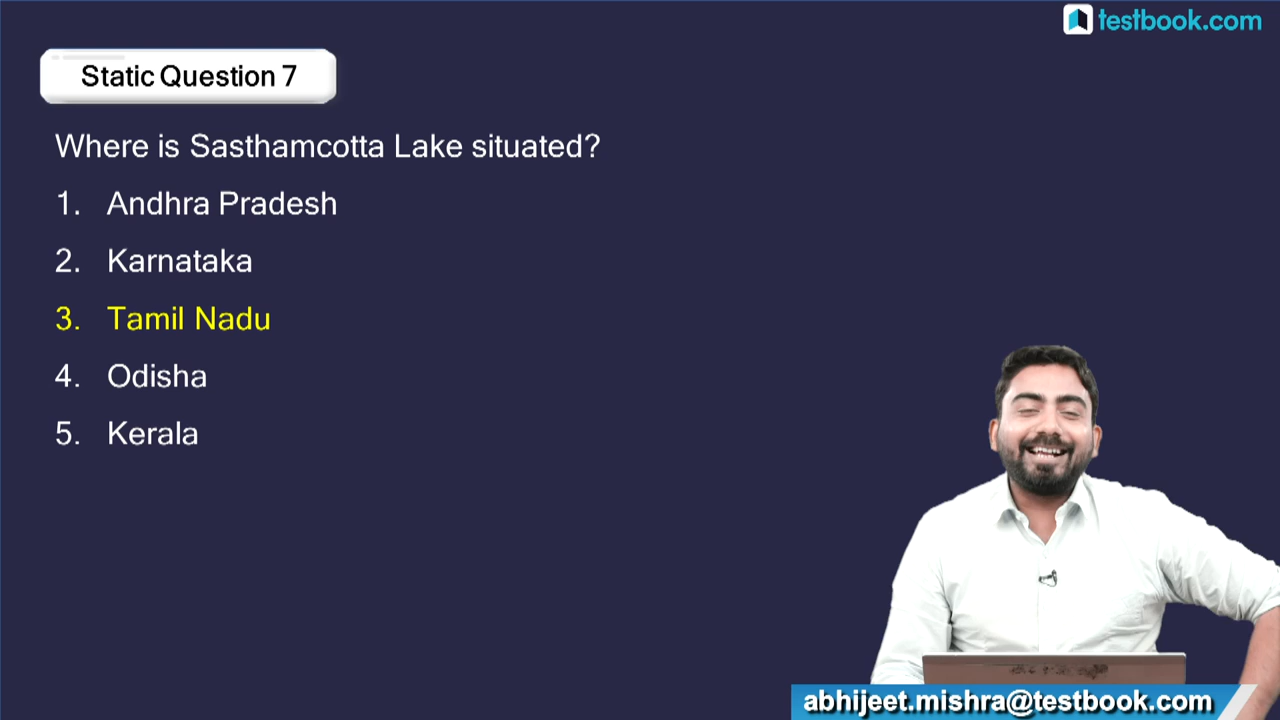 testbook.com
Static Question 7
Where is Sasthamcotta Lake situated?
1. Andhra Pradesh
2. Karnataka
3. Tamil Nadu
4. Odisha
5. Kerala
abhijeet.mishra@testbook.com